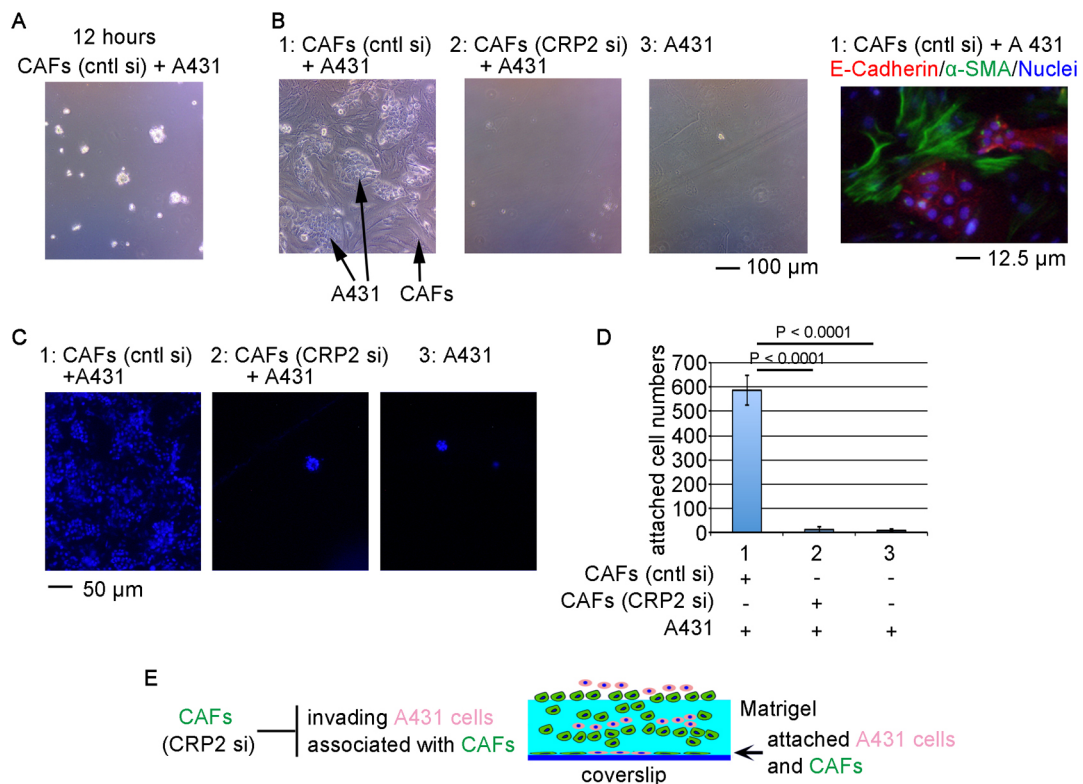 A
12 hours
CAFs (cntl si) + A431
B
1: CAFs (cntl si)
+ A431
2: CAFs (CRP2 si)
+ A431
3: A431
A431
CAFs
100 µm
1: CAFs (cntl si) + A 431
E-Cadherin/α-SMA/Nuclei
12.5 µm
C
1: CAFs (cntl si)
+A431
2: CAFs (CRP2 si)
+ A431
3: A431
50 µm
D
P < 0.0001
P < 0.0001
attached cell numbers
700
600
500
400
300
200
100
0
1 2 3
CAFs (cntl si) + - -
CAFs (CRP2 si) - + -
A431 + + +
E
CAFs
(CRP2 si)
invading A431 cells
associated with CAFs
Matrigel
attached A431 cells
and CAFs
coverslip